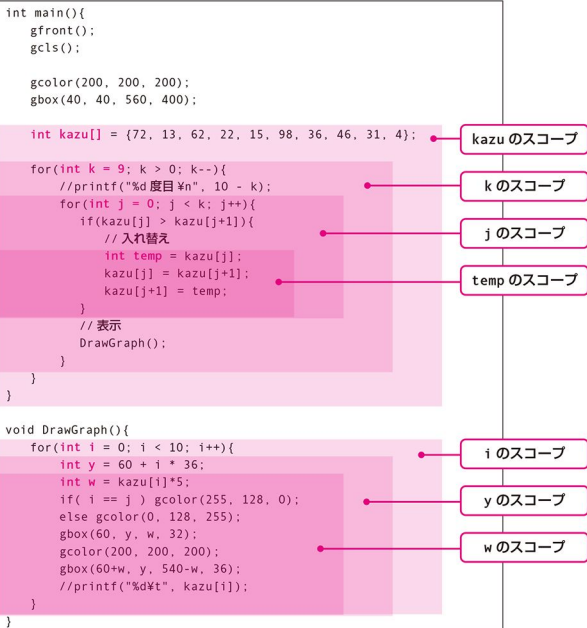 int main(){
gfront();
gcls();
gcolor(200, 200, 200);
gbox(40, 40, 560, 400);
int kazu[] = {72, 13, 62, 22, 15, 98, 36, 46, 31, 4};
kazu のスコープ
for(int k = 9; k > 0; k--){
k のスコープ
//printf("%d 度目 ¥n", 10 - k);
for(int j = 0; j < k; j++){
j のスコープ
if(kazu[j] > kazu[j+1]){
// 入れ替え
int temp = kazu[j];
kazu[j] = kazu[j+1];
temp のスコープ
kazu[j+1] = temp;
}
// 表示
DrawGraph();
}
}
}
void DrawGraph(){
for(int i = 0; i < 10; i++){
i のスコープ
int y = 60 + i * 36;
int w = kazu[i]*5;
y のスコープ
if( i == j ) gcolor(255, 128, 0);
else gcolor(0, 128, 255);
gbox(60, y, w, 32);
w のスコープ
gcolor(200, 200, 200);
gbox(60+w, y, 540-w, 36);
//printf("%d¥t", kazu[i]);
}
}